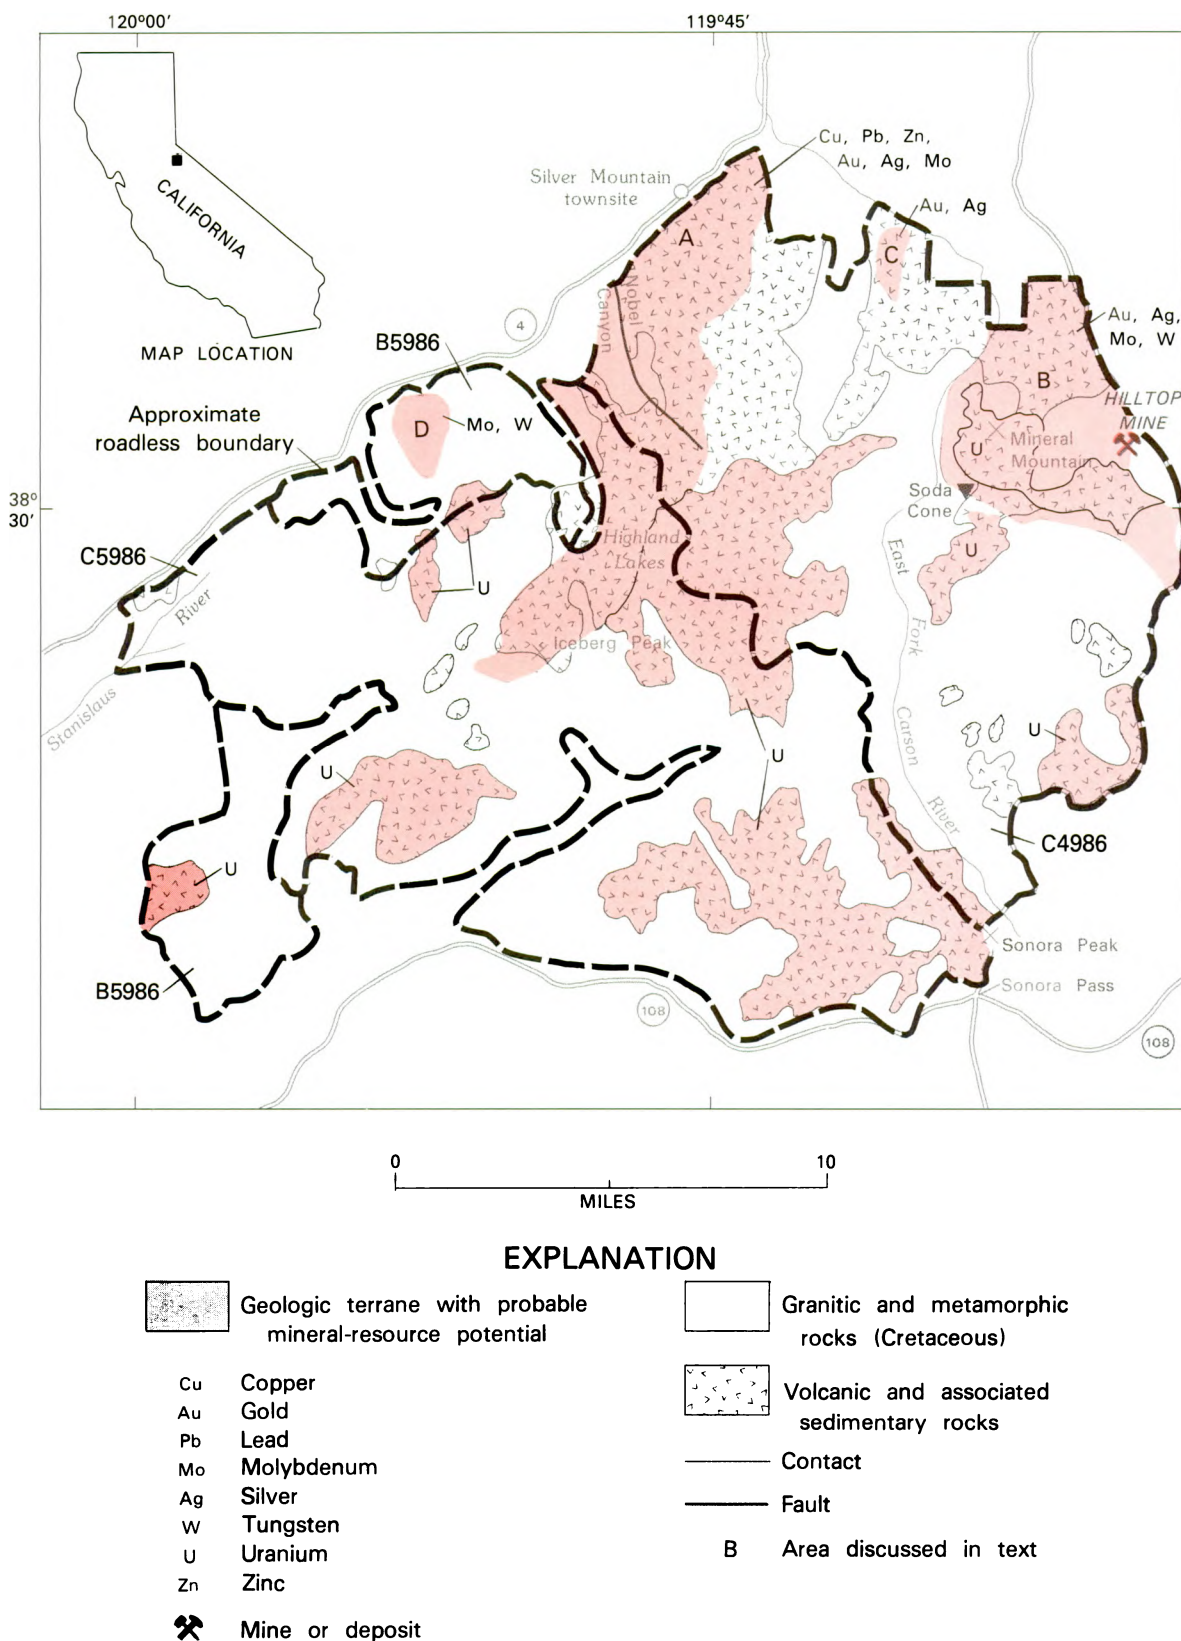 120°00'
119°45'
CALIFORNIA
MAP LOCATION
Silver Mountain
townsite
Cu, Pb, Zn,
Au, Ag, Mo
A
Au, Ag
C
Nobel
Canyon
4
B5986
Au, Ag,
Mo, W
B
HILLTOP
MINE
Approximate
roadless boundary
D
Mo, W
U
Mineral
Mountain
38°
30'
Soda
Cone
Highland
Lakes
U
C5986
River
Stanislaus
U
Iceberg Peak
East
Fork
Carson
River
U
U
U
C4986
U
B5986
Sonora Peak
Sonora Pass
108
108
0
10
MILES
EXPLANATION
Geologic terrane with probable
mineral-resource potential
Cu Copper
Au Gold
Pb Lead
Mo Molybdenum
Ag Silver
W Tungsten
U Uranium
Zn Zinc
Mine or deposit
Granitic and metamorphic
rocks (Cretaceous)
Volcanic and associated
sedimentary rocks
Contact
Fault
B Area discussed in text